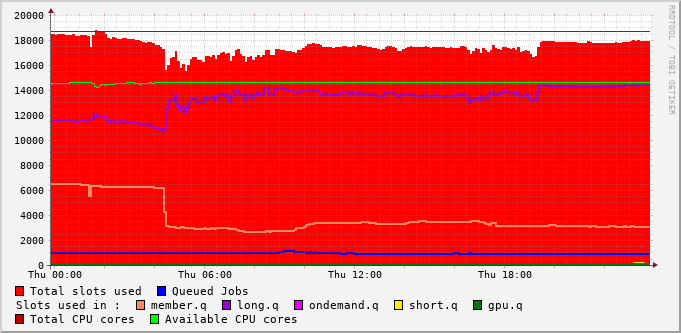 20000
18000
16000
14000
12000
10000
8000
6000
4000
2000
0
Thu 00:00 Thu 06:00 Thu 12:00 Thu 18:00
RRDTOOL / TOBI OETIKER
Total slots used Queued Jobs
Slots used in : member.q long.q ondemand.q short.q gpu.q
Total CPU cores Available CPU cores